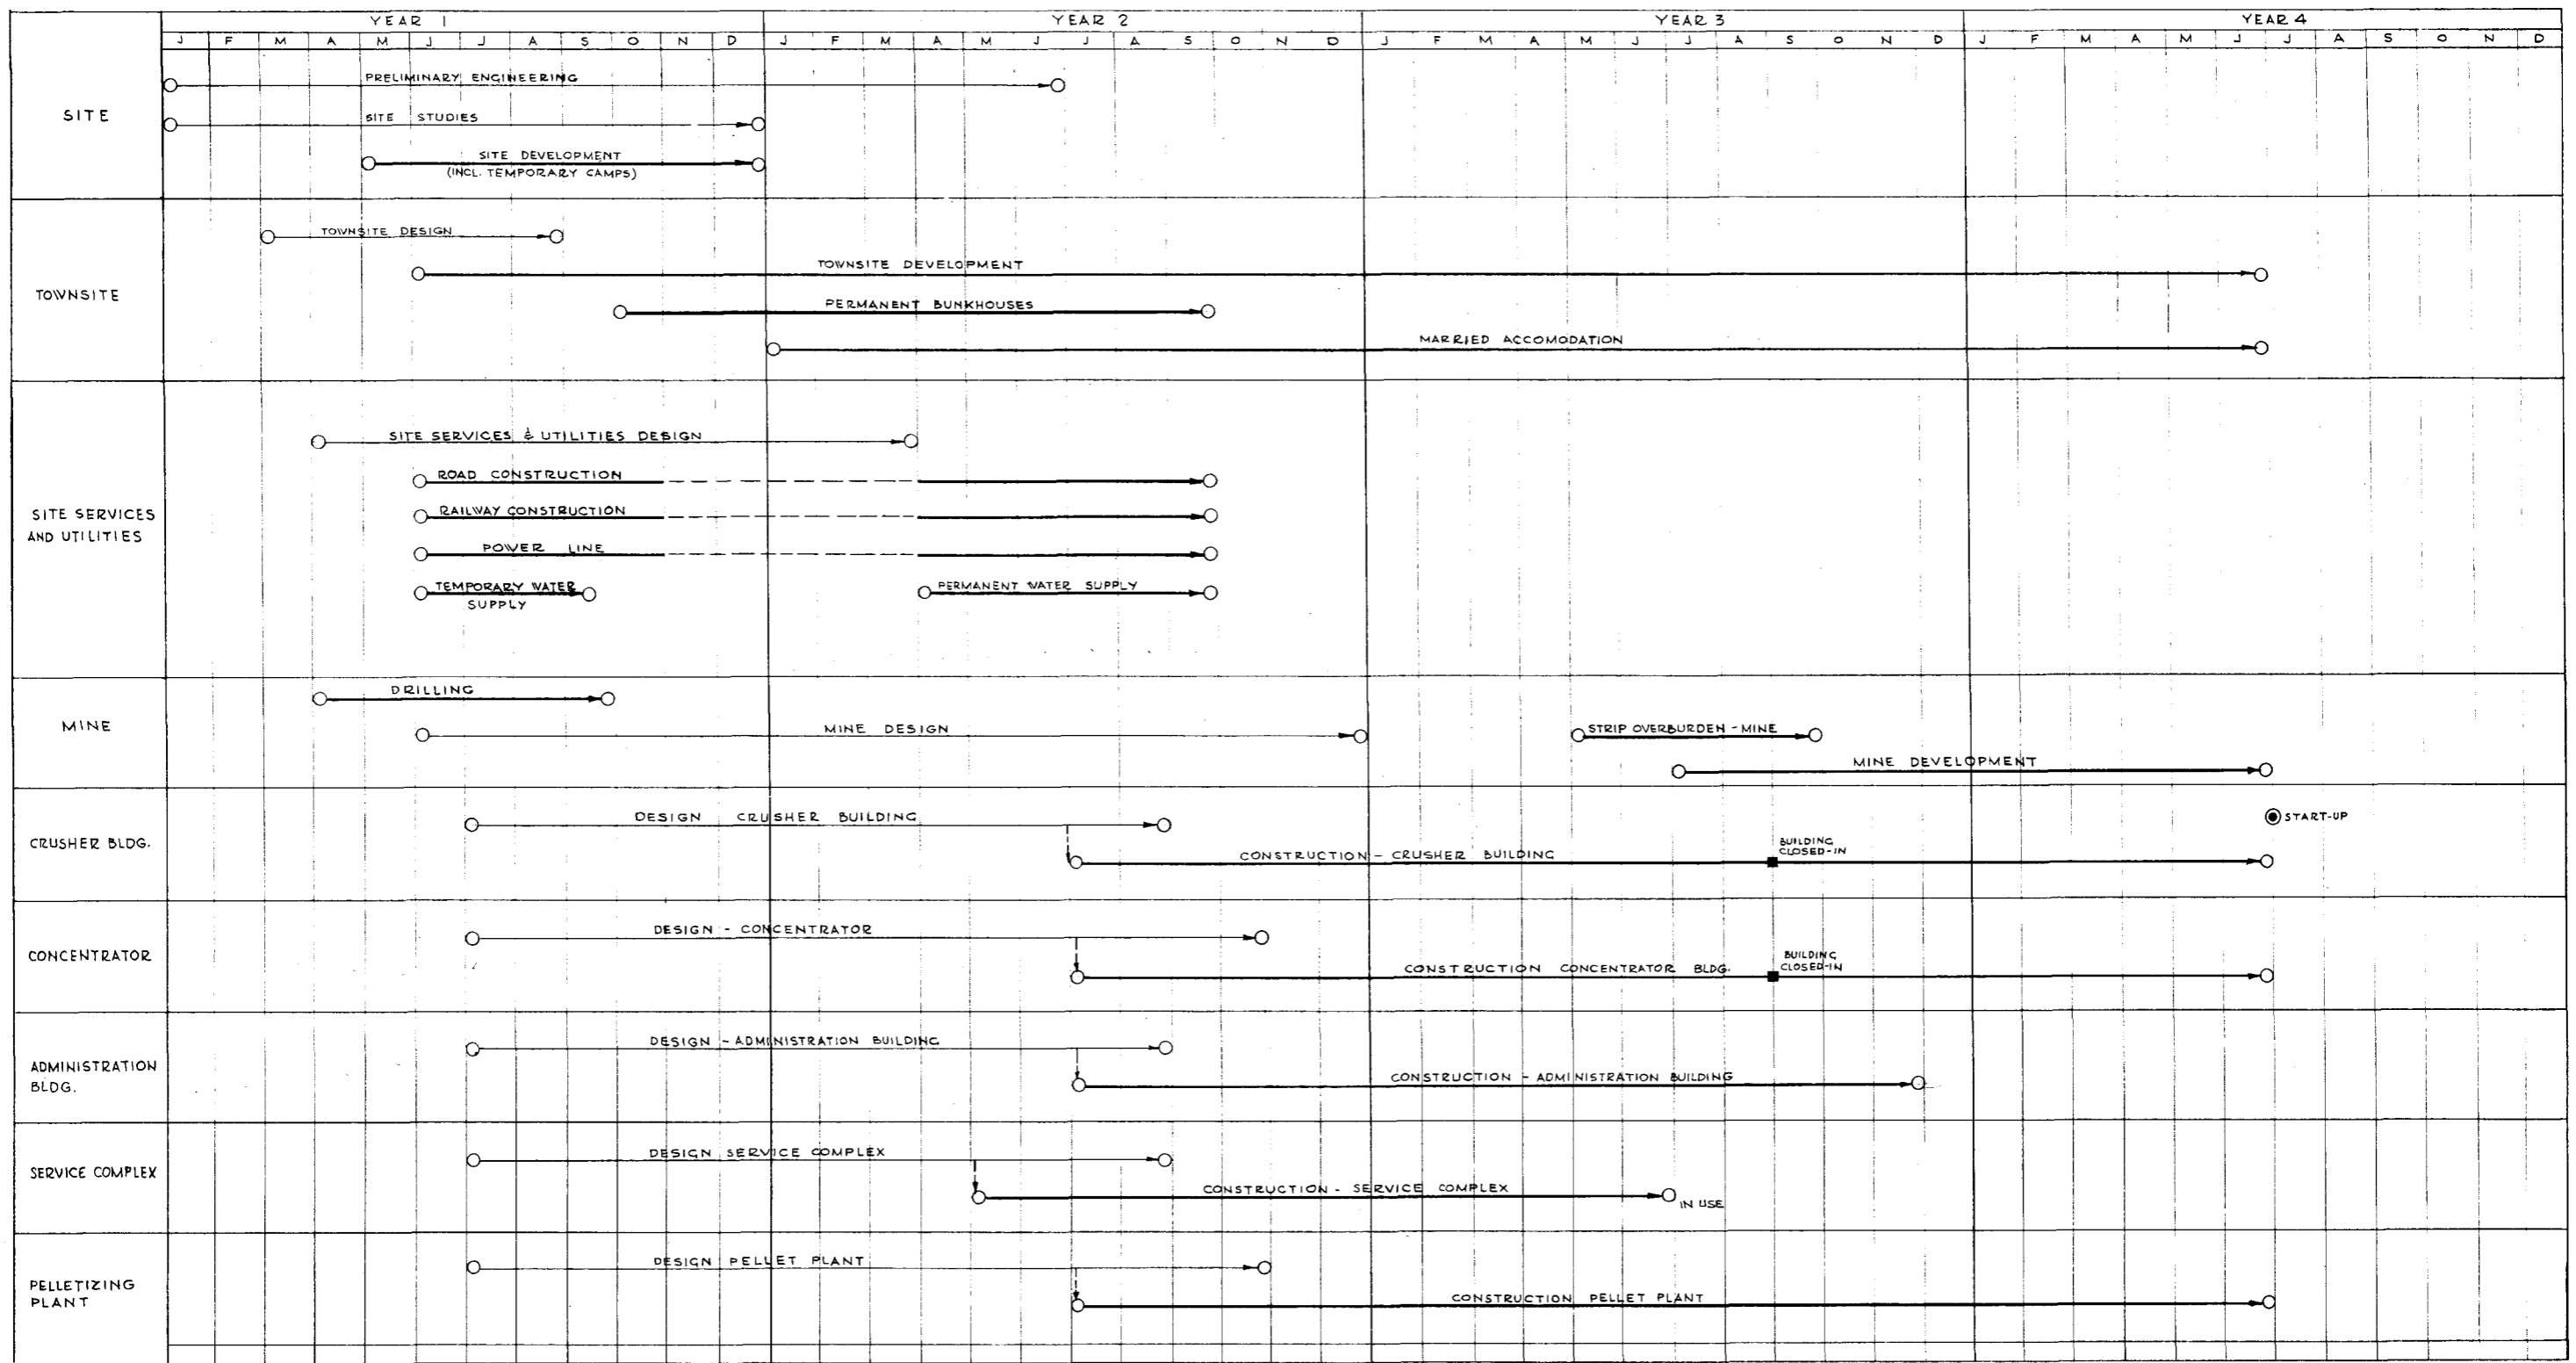 YEAR 1 YEAR 2 YEAR 3 YEAR 4
J F M A M J J A S O N D J F M A M J J A S O N D J F M A M J J A S O N D J F M A M J J A S O N D
SITE
PRELIMINARY ENGINEERING
SITE STUDIES
SITE DEVELOPMENT
(INCL. TEMPORARY CAMPS)
TOWNSITE
TOWNSITE DESIGN
TOWNSITE DEVELOPMENT
PERMANENT BUNKHOUSES
MARRIED ACCOMODATION
SITE SERVICES
AND UTILITIES
SITE SERVICES & UTILITIES DESIGN
ROAD CONSTRUCTION
RAILWAY CONSTRUCTION
POWER LINE
TEMPORARY WATER
SUPPLY
PERMANENT WATER SUPPLY
MINE
DRILLING
MINE DESIGN
STRIP OVERBURDEN - MINE
MINE DEVELOPMENT
CRUSHER BLDG.
DESIGN CRUSHER BUILDING
START-UP
CONSTRUCTION - CRUSHER BUILDING
BUILDING
CLOSED-IN
CONCENTRATOR
DESIGN - CONCENTRATOR
CONSTRUCTION CONCENTRATOR BLDG.
BUILDING
CLOSED-IN
ADMINISTRATION
BLDG.
DESIGN - ADMINISTRATION BUILDING
CONSTRUCTION - ADMINISTRATION BUILDING
SERVICE COMPLEX
DESIGN SERVICE COMPLEX
CONSTRUCTION - SERVICE COMPLEX
IN USE
PELLETIZING
PLANT
DESIGN PELLET PLANT
CONSTRUCTION PELLET PLANT